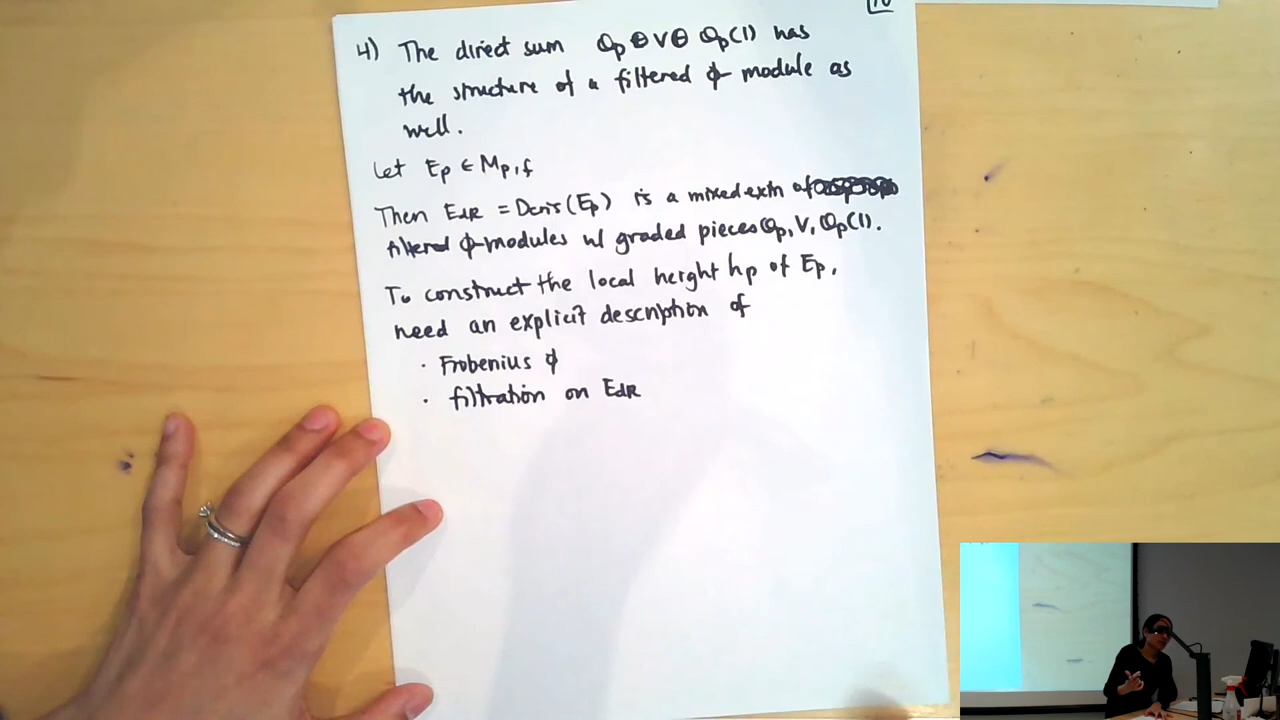 4) The direct sum Qp ⊕ V ⊕ Qp(1) has
the structure of a filtered ϕ-module as
well.
Let Ep ∈ Mp,f
Then EdR = Dcris(Ep) is a mixed extn of
filtered ϕ-modules w/ graded pieces Qp, V, Qp(1).
To construct the local height hp of Ep,
need an explicit description of
· Frobenius ϕ
· filtration on EdR